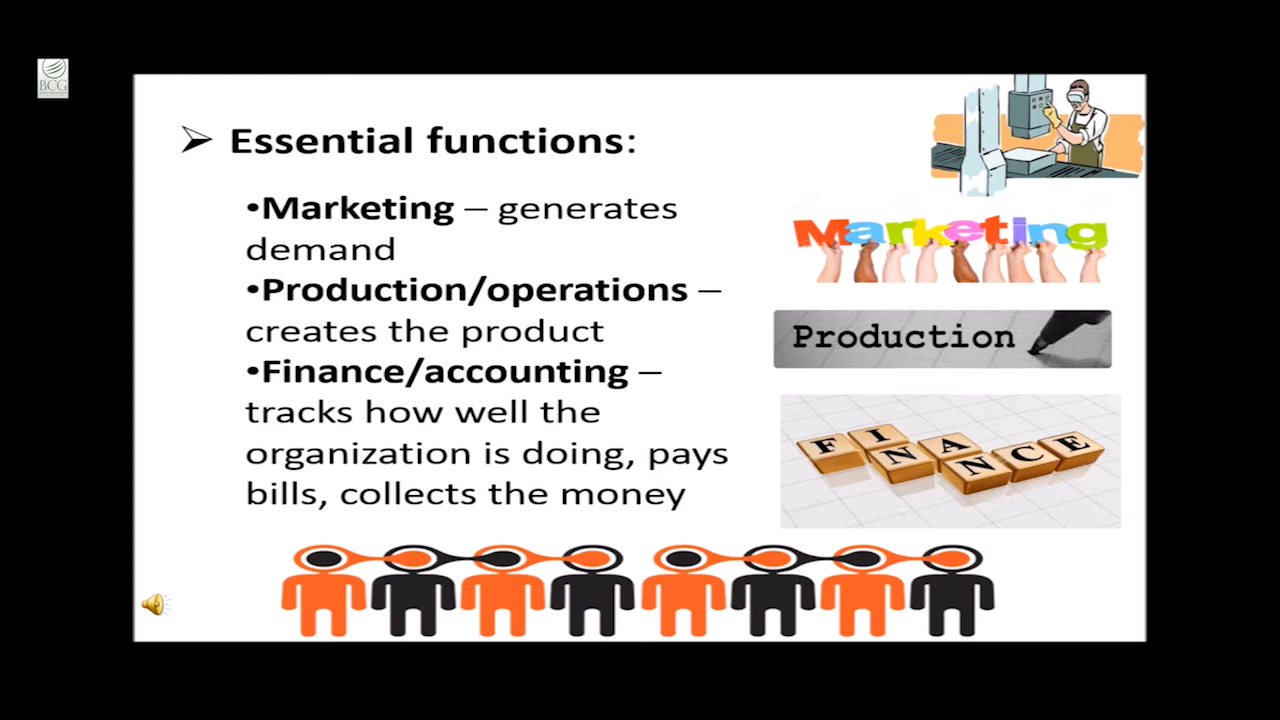 BCG
Essential functions:
•Marketing – generates
demand
•Production/operations –
creates the product
•Finance/accounting –
tracks how well the
organization is doing, pays
bills, collects the money
Marketing
Production
FINANCE